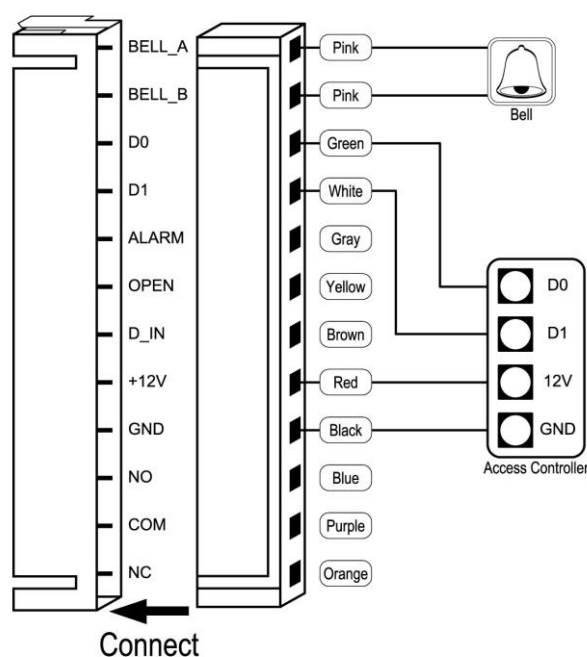 BELL_A Pink
BELL_B Pink
Bell
D0 Green
D1 White
ALARM Gray
OPEN Yellow D0
D_IN Brown D1
+12V Red 12V
GND Black GND
Access Controller
NO Blue
COM Purple
NC Orange
Connect